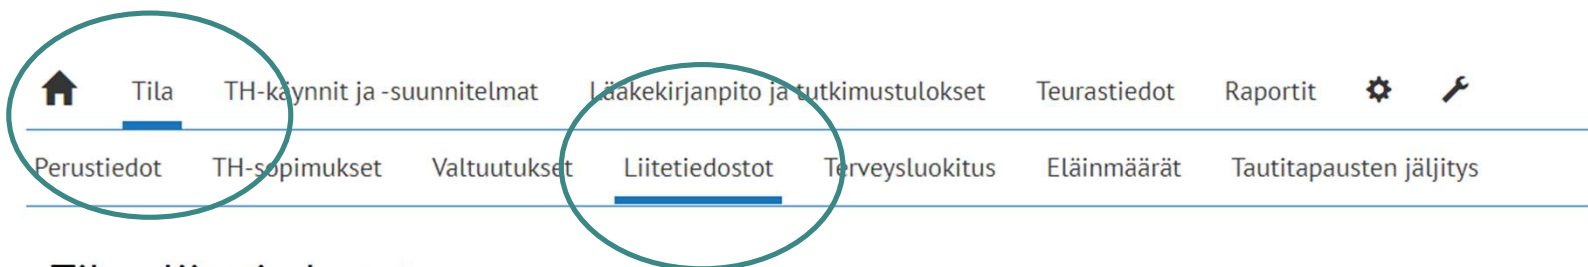 Tila TH-käynnit ja -suunnitelmat Lääkekirjanpito ja tutkimustulokset Teurastiedot Raportit
Perustiedot TH-sopimukset Valtuutukset Liitetiedostot Terveysluokitus Eläinmäärät Tautitapausten jäljitys